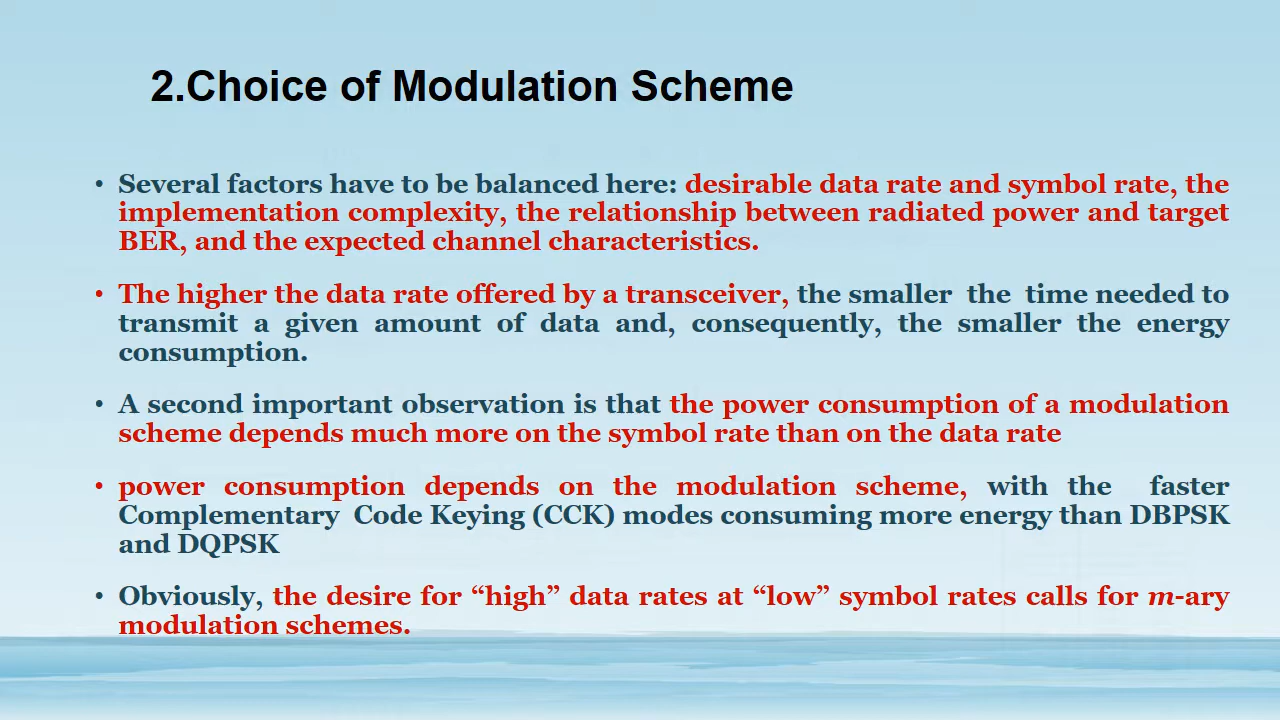 2.Choice of Modulation Scheme
• Several factors have to be balanced here: desirable data rate and symbol rate, the
implementation complexity, the relationship between radiated power and target
BER, and the expected channel characteristics.
• The higher the data rate offered by a transceiver, the smaller the time needed to
transmit a given amount of data and, consequently, the smaller the energy
consumption.
• A second important observation is that the power consumption of a modulation
scheme depends much more on the symbol rate than on the data rate
• power consumption depends on the modulation scheme, with the faster
Complementary Code Keying (CCK) modes consuming more energy than DBPSK
and DQPSK
• Obviously, the desire for “high” data rates at “low” symbol rates calls for m-ary
modulation schemes.